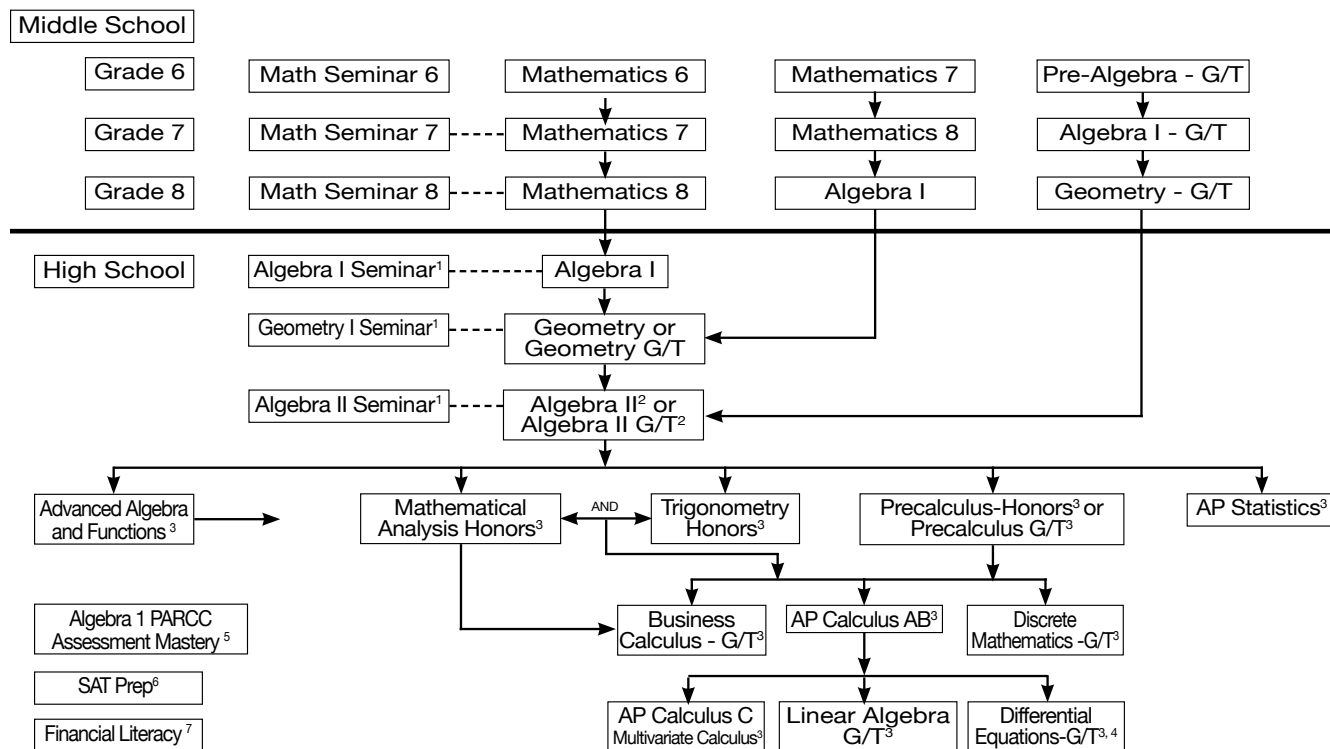 Middle School
Grade 6
Math Seminar 6
Mathematics 6
Mathematics 7
Pre-Algebra - G/T
Grade 7
Math Seminar 7
Mathematics 7
Mathematics 8
Algebra I - G/T
Grade 8
Math Seminar 8
Mathematics 8
Algebra I
Geometry - G/T
High School
Algebra I Seminar¹
Algebra I
Geometry I Seminar¹
Geometry or
Geometry G/T
Algebra II Seminar¹
Algebra II² or
Algebra II G/T²
Advanced Algebra
and Functions ³
Mathematical
Analysis Honors³
AND
Trigonometry
Honors³
Precalculus-Honors³ or
Precalculus G/T³
AP Statistics³
Algebra 1 PARCC
Assessment Mastery ⁵
Business
Calculus - G/T³
AP Calculus AB³
Discrete
Mathematics -G/T³
SAT Prep⁶
Financial Literacy ⁷
AP Calculus C
Multivariate Calculus³
Linear Algebra
G/T³
Differential
Equations-G/T³, ⁴